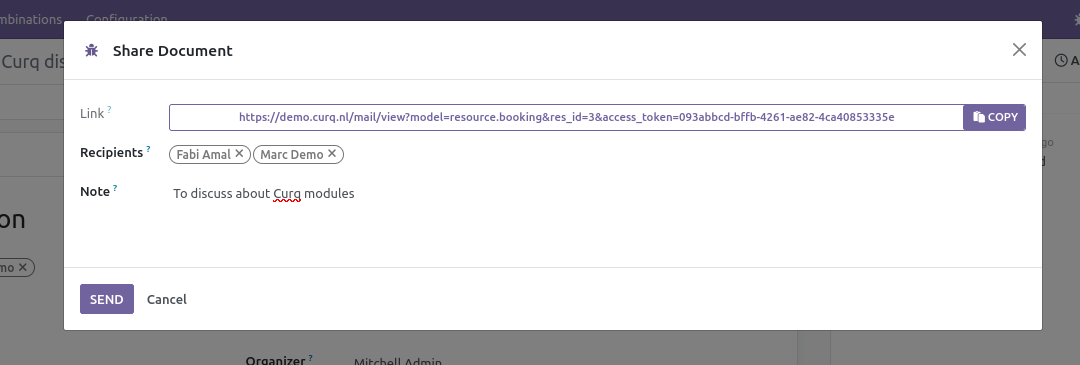 mbinations Configuration
Share Document
Curq dis
Link ?
https://demo.curq.nl/mail/view?model=resource.booking&res_id=3&access_token=093abbcd-bffb-4261-ae82-4ca40853335e
COPY
Recipients ?
Fabi Amal Marc Demo
go
Note ?
To discuss about Curq modules
on
mo
SEND Cancel
Organizer ? Mitchell Admin